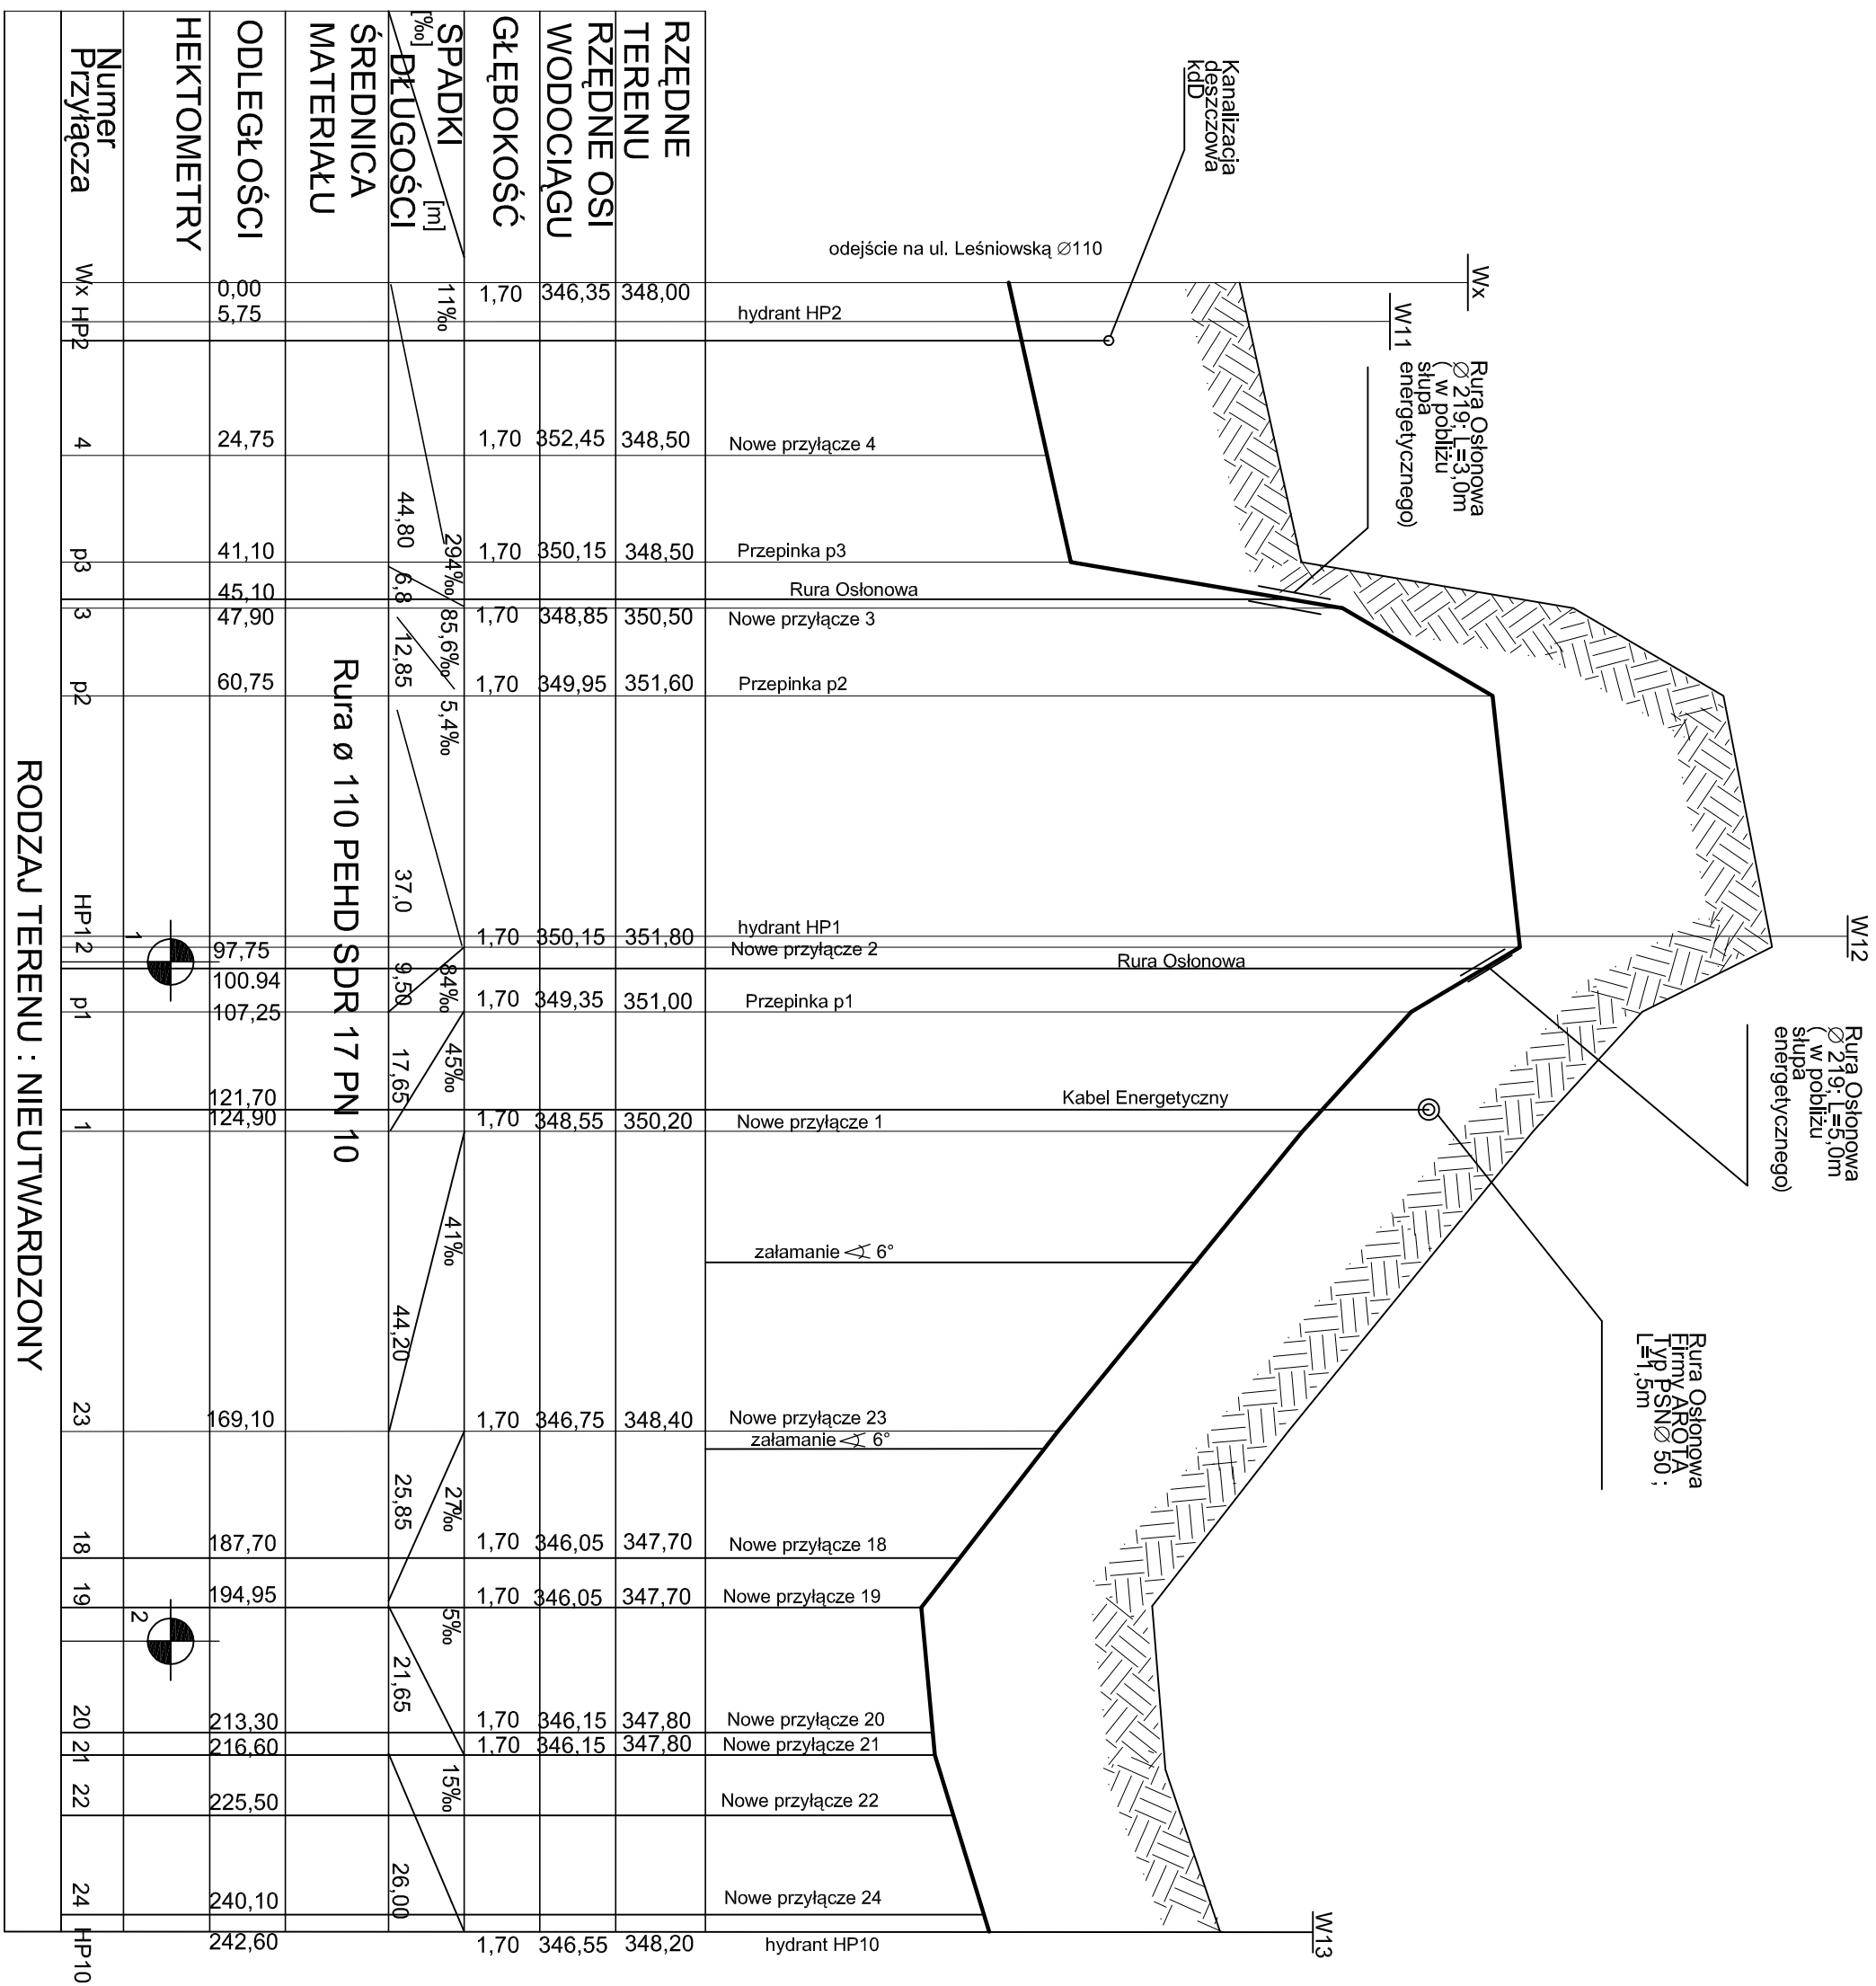 RZĘDNE
TERENU
RZĘDNE OSI
WODOCIĄGU
GŁĘBOKOŚĆ
SPADKI
[‰]
[m]
DŁUGOŚCI
ŚREDNICA
MATERIAŁU
ODLEGŁOŚCI
HEKTOMETRY
Numer
Przyłącza
Kanalizacja
deszczowa
kdD
odejście na ul. Leśniowską ∅110
Wx
W11
Rura Osłonowa
∅ 219; L=3,0m
( w pobliżu
słupa
energetycznego)
W12
Rura Osłonowa
∅ 219; L=5,0m
( w pobliżu
słupa
energetycznego)
Rura Osłonowa
Firmy AROTA
Typ PSN∅ 50 ;
L=1,5m
W13
Wx 0,00 1,70 346,35 348,00
HP2 5,75 hydrant HP2
11‰
4 24,75 1,70 352,45 348,50 Nowe przyłącze 4
44,80
p3 41,10 1,70 350,15 348,50 Przepinka p3
294‰
6,8
45,10 Rura Osłonowa
3 47,90 1,70 348,85 350,50 Nowe przyłącze 3
85,6‰
12,85
p2 60,75 1,70 349,95 351,60 Przepinka p2
5,4‰
37,0
Rura ø 110 PEHD SDR 17 PN 10
HP1 hydrant HP1
2 97,75 1,70 350,15 351,80 Nowe przyłącze 2
1
100.94 Rura Osłonowa
84‰
9,50
p1 107,25 1,70 349,35 351,00 Przepinka p1
45‰
17,65
121,70 Kabel Energetyczny
1 124,90 1,70 348,55 350,20 Nowe przyłącze 1
41‰
załamanie 6°
44,20
23 169,10 1,70 346,75 348,40 Nowe przyłącze 23
załamanie 6°
27‰
25,85
18 187,70 1,70 346,05 347,70 Nowe przyłącze 18
19 194,95 1,70 346,05 347,70 Nowe przyłącze 19
5‰
2
21,65
20 213,30 1,70 346,15 347,80 Nowe przyłącze 20
21 216,60 1,70 346,15 347,80 Nowe przyłącze 21
15‰
22 225,50 Nowe przyłącze 22
26,00
24 240,10 Nowe przyłącze 24
HP10 242,60 1,70 346,55 348,20 hydrant HP10
RODZAJ TERENU : NIEUTWARDZONY